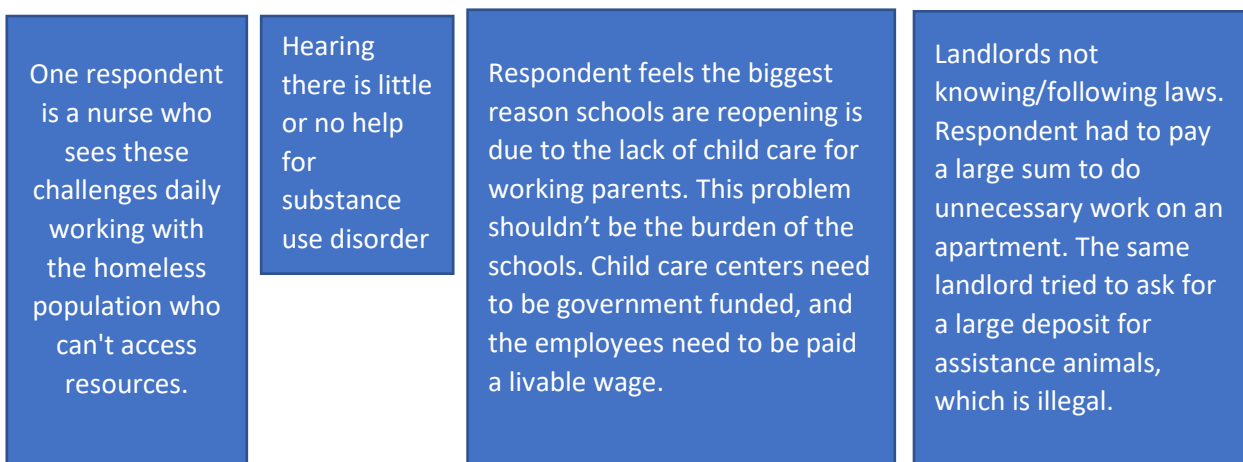 One respondent
is a nurse who
sees these
challenges daily
working with
the homeless
population who
can't access
resources.
Hearing
there is little
or no help
for
substance
use disorder
Respondent feels the biggest
reason schools are reopening is
due to the lack of child care for
working parents. This problem
shouldn’t be the burden of the
schools. Child care centers need
to be government funded, and
the employees need to be paid
a livable wage.
Landlords not
knowing/following laws.
Respondent had to pay
a large sum to do
unnecessary work on an
apartment. The same
landlord tried to ask for
a large deposit for
assistance animals,
which is illegal.